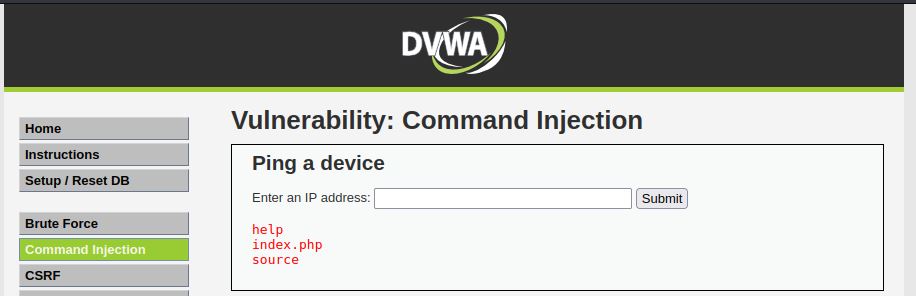 DVWA
Home
Instructions
Setup / Reset DB
Brute Force
Command Injection
CSRF
Vulnerability: Command Injection
Ping a device
Enter an IP address: Submit
help
index.php
source